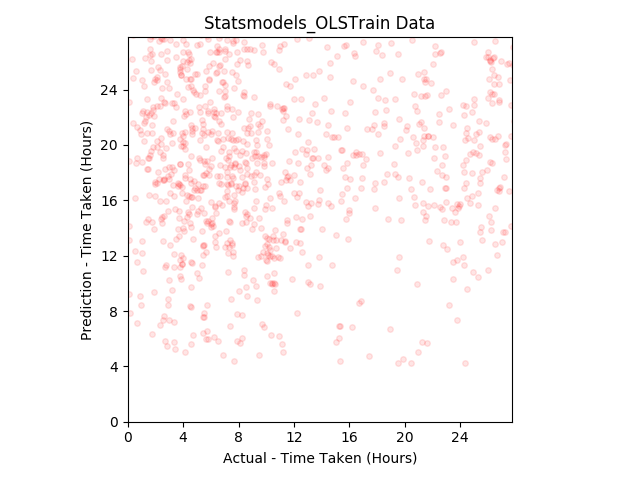 Statsmodels_OLSTrain Data
24
20
16
12
8
4
0
Prediction - Time Taken (Hours)
0 4 8 12 16 20 24
Actual - Time Taken (Hours)